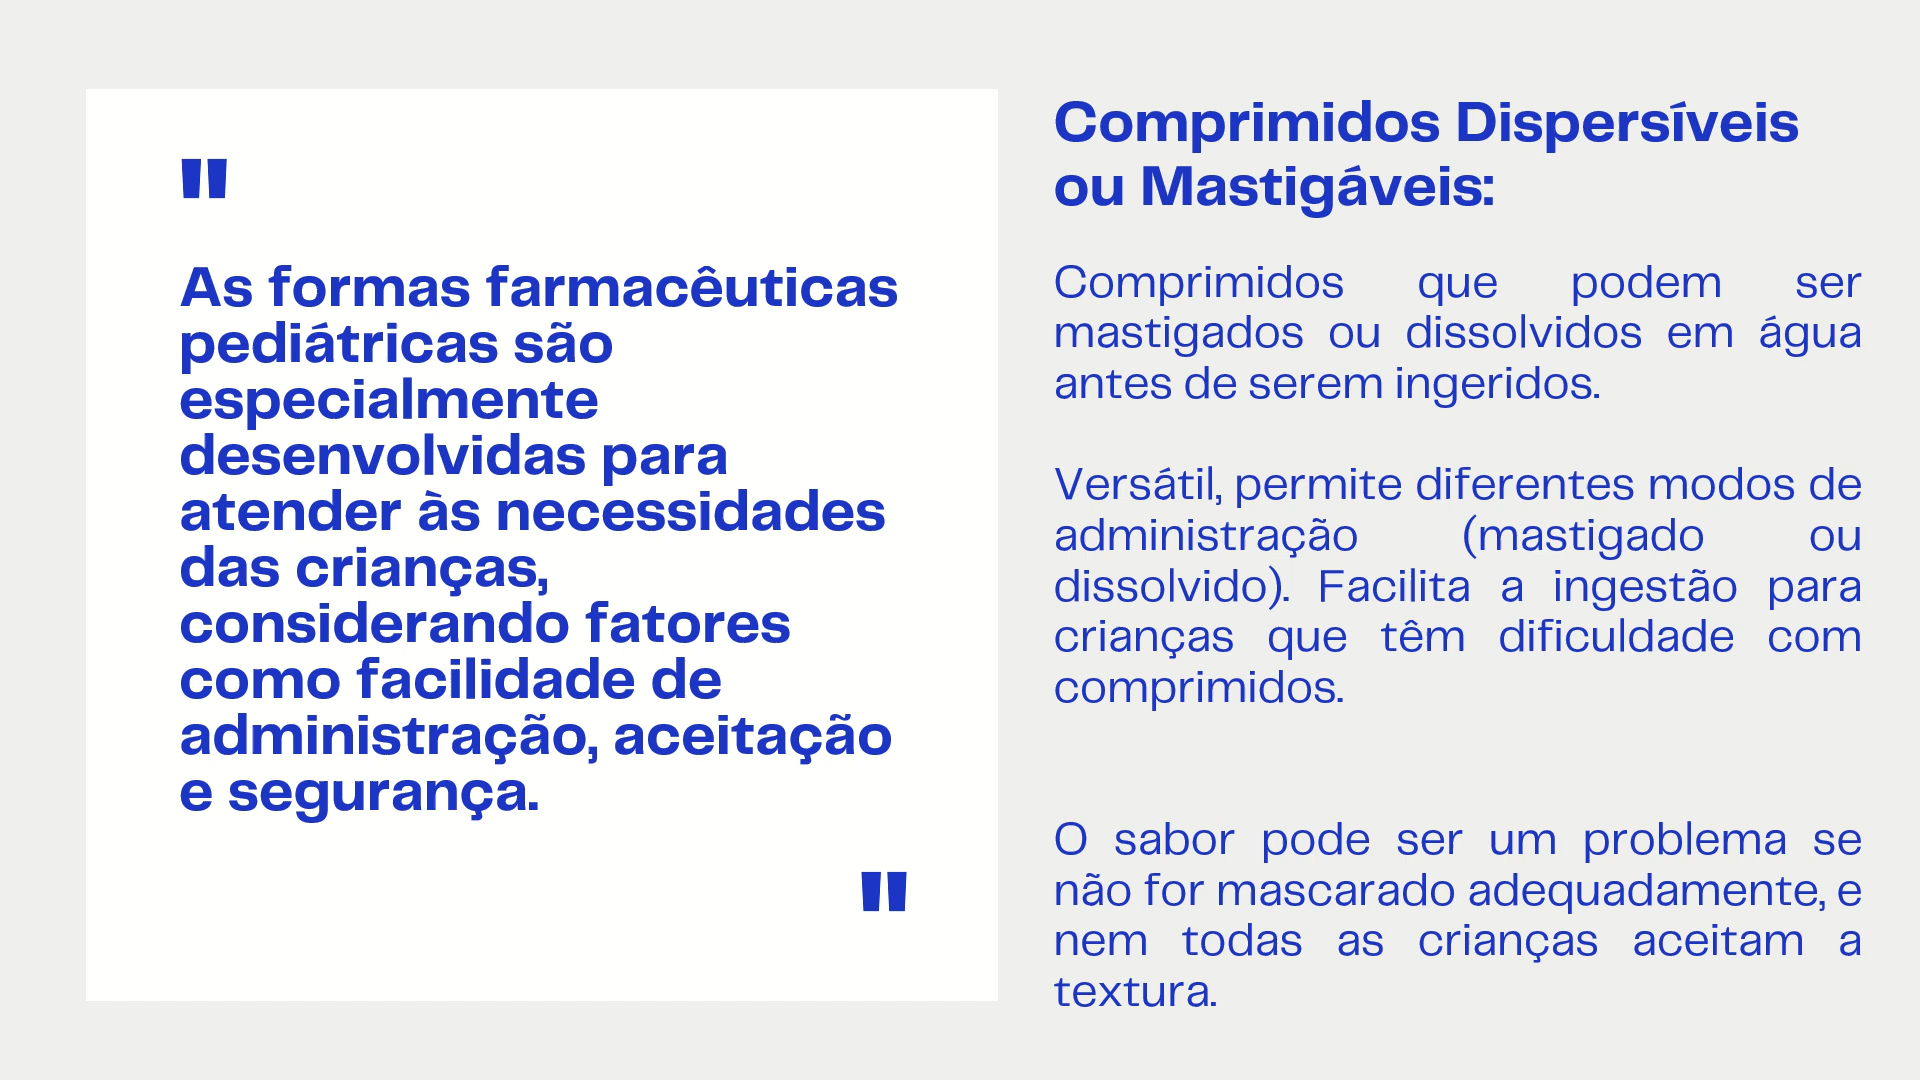 "
As formas farmacêuticas
pediátricas são
especialmente
desenvolvidas para
atender às necessidades
das crianças,
considerando fatores
como facilidade de
administração, aceitação
e segurança.
"
Comprimidos Dispersíveis
ou Mastigáveis:
Comprimidos que podem ser
mastigados ou dissolvidos em água
antes de serem ingeridos.
Versátil, permite diferentes modos de
administração (mastigado ou
dissolvido). Facilita a ingestão para
crianças que têm dificuldade com
comprimidos.
O sabor pode ser um problema se
não for mascarado adequadamente, e
nem todas as crianças aceitam a
textura.